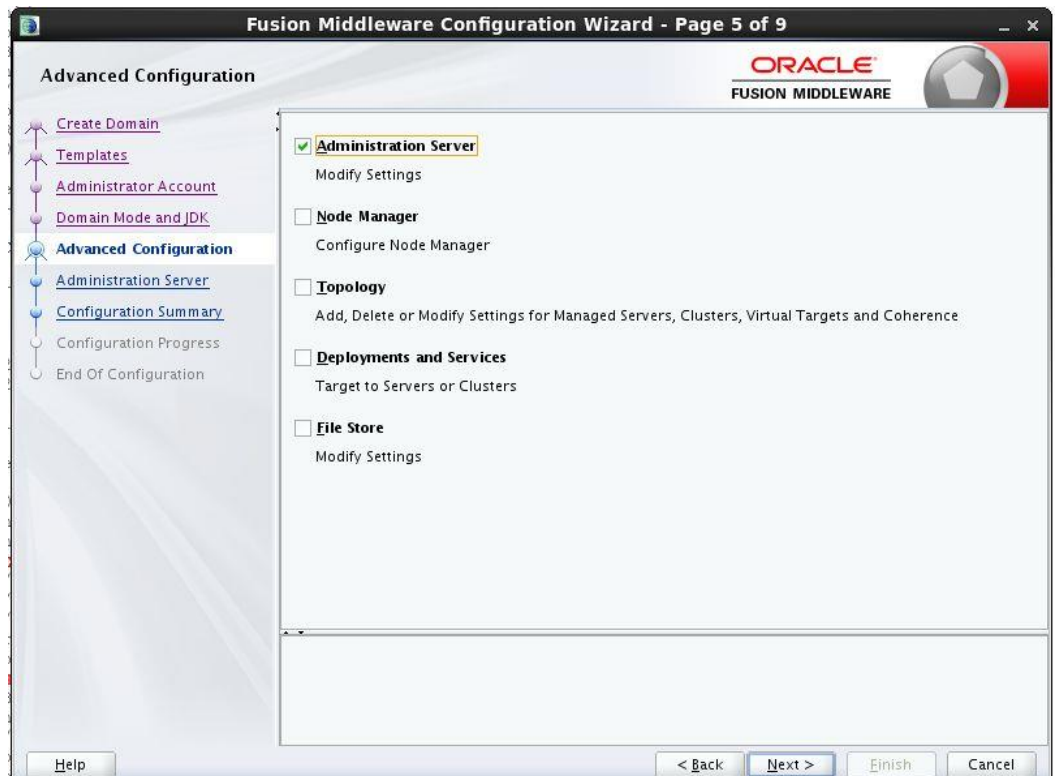 Fusion Middleware Configuration Wizard - Page 5 of 9
Advanced Configuration
ORACLE
FUSION MIDDLEWARE
Create Domain
Templates
Administrator Account
Domain Mode and JDK
Advanced Configuration
Administration Server
Configuration Summary
Configuration Progress
End Of Configuration
Administration Server
Modify Settings
Node Manager
Configure Node Manager
Topology
Add, Delete or Modify Settings for Managed Servers, Clusters, Virtual Targets and Coherence
Deployments and Services
Target to Servers or Clusters
File Store
Modify Settings
Help
< Back
Next >
Finish
Cancel